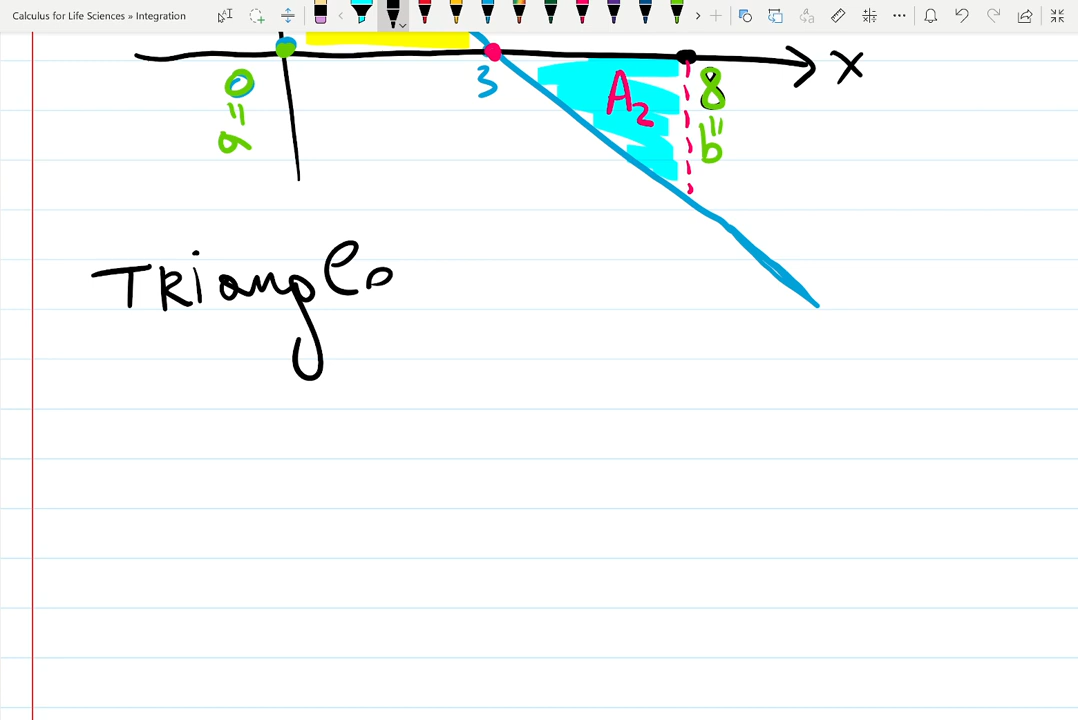 Calculus for Life Sciences » Integration
x
0
=
a
3
A2
8
=
b
Triangle